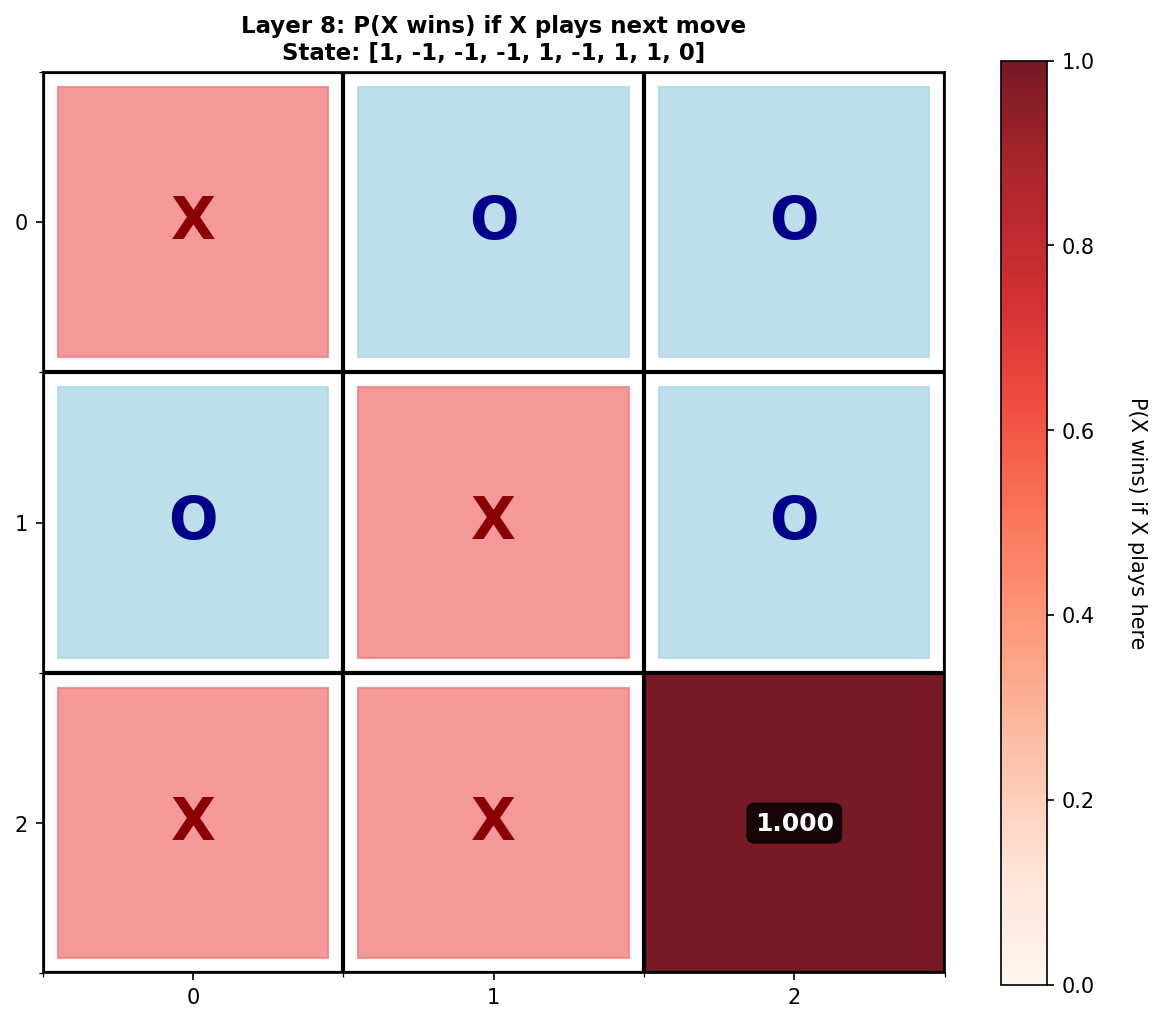 Layer 8: P(X wins) if X plays next move
State: [1, -1, -1, -1, 1, -1, 1, 1, 0]
X O O
O X O
X X 1.000
0
1
2
0 1 2
1.0
0.8
0.6
0.4
0.2
0.0
P(X wins) if X plays here